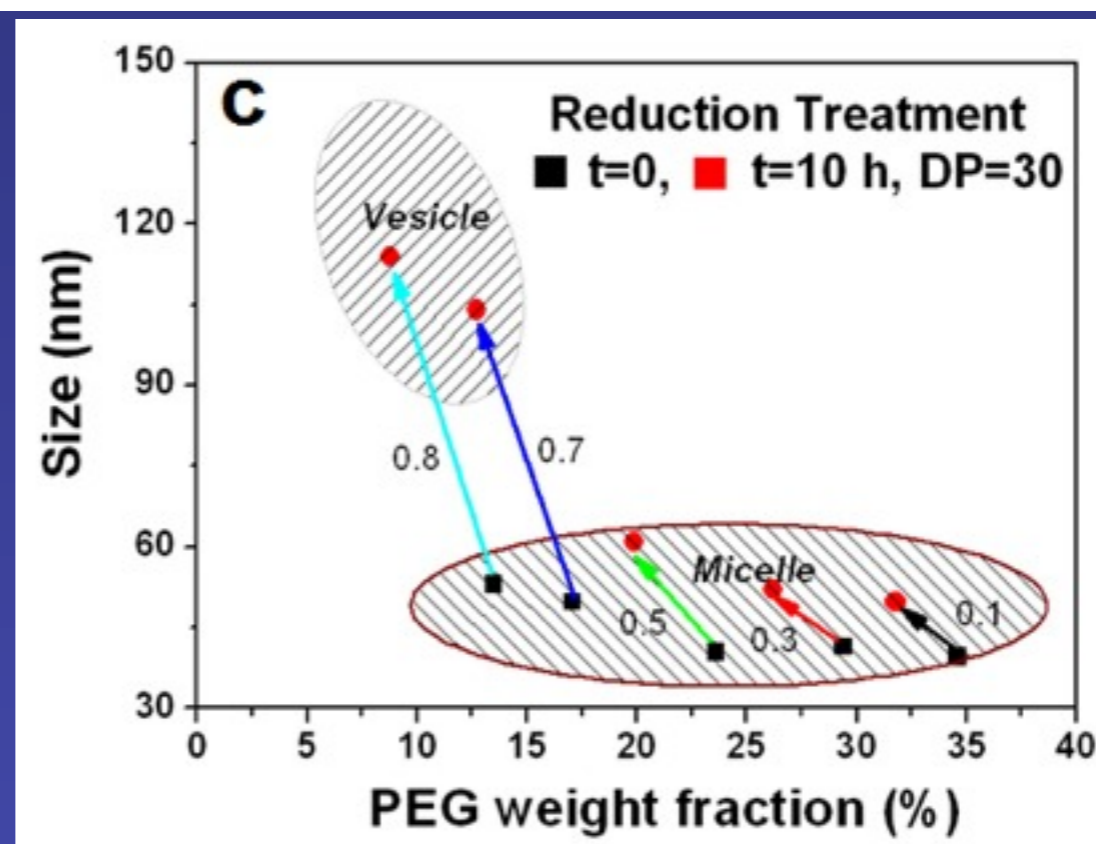 C
Reduction Treatment
t=0, t=10 h, DP=30
Size (nm)
150
120
90
60
30
Vesicle
0.8
0.7
Micelle
0.5
0.3
0.1
0 5 10 15 20 25 30 35 40
PEG weight fraction (%)